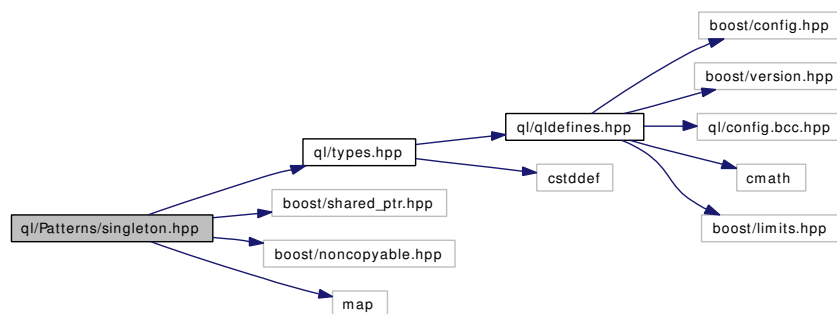 boost/config.hpp
boost/version.hpp
ql/qldefines.hpp
ql/config.bcc.hpp
ql/types.hpp
cstddef
cmath
boost/shared_ptr.hpp
ql/Patterns/singleton.hpp
boost/limits.hpp
boost/noncopyable.hpp
map